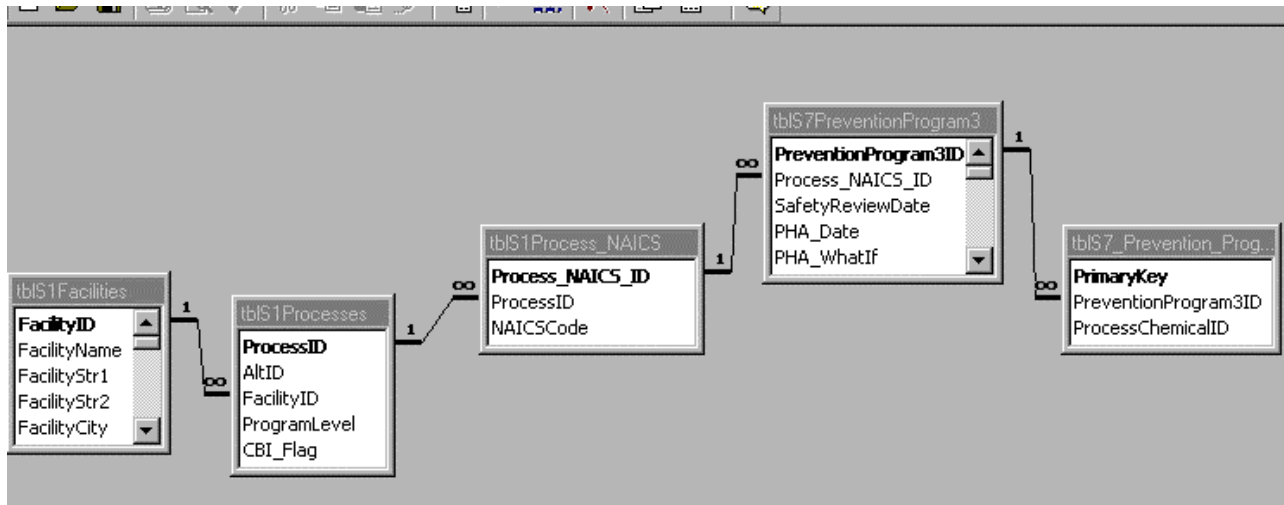 tblS1Facilities
FacilityID
FacilityName
FacilityStr1
FacilityStr2
FacilityCity
1
∞
tblS1Processes
ProcessID
AltID
FacilityID
ProgramLevel
CBI_Flag
1
∞
tblS1Process_NAICS
Process_NAICS_ID
ProcessID
NAICSCode
1
∞
tblS7PreventionProgram3
PreventionProgram3ID
Process_NAICS_ID
SafetyReviewDate
PHA_Date
PHA_WhatIf
1
∞
tblS7_Prevention_Prog...
PrimaryKey
PreventionProgram3ID
ProcessChemicalID